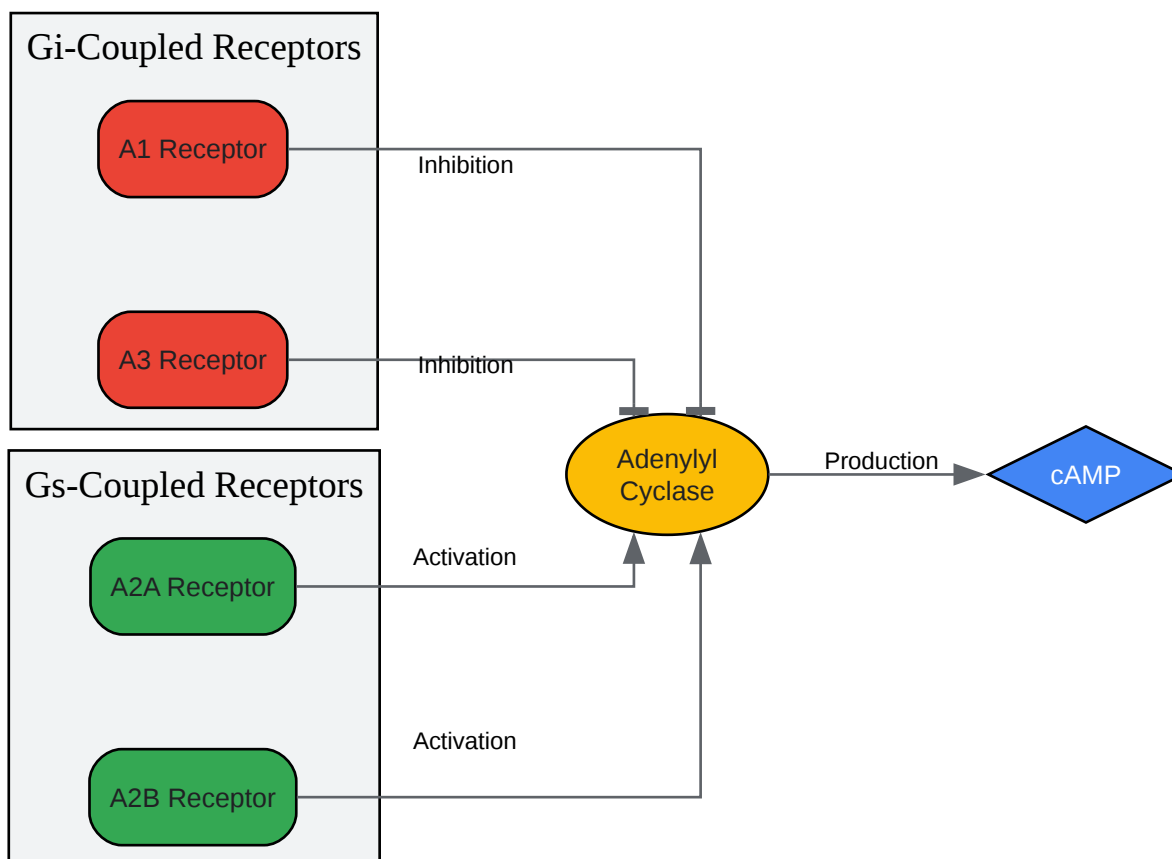 Gi-Coupled Receptors
A1 Receptor
Inhibition
A3 Receptor
Inhibition
Adenylyl
Cyclase
Production
cAMP
Gs-Coupled Receptors
A2A Receptor
Activation
A2B Receptor
Activation